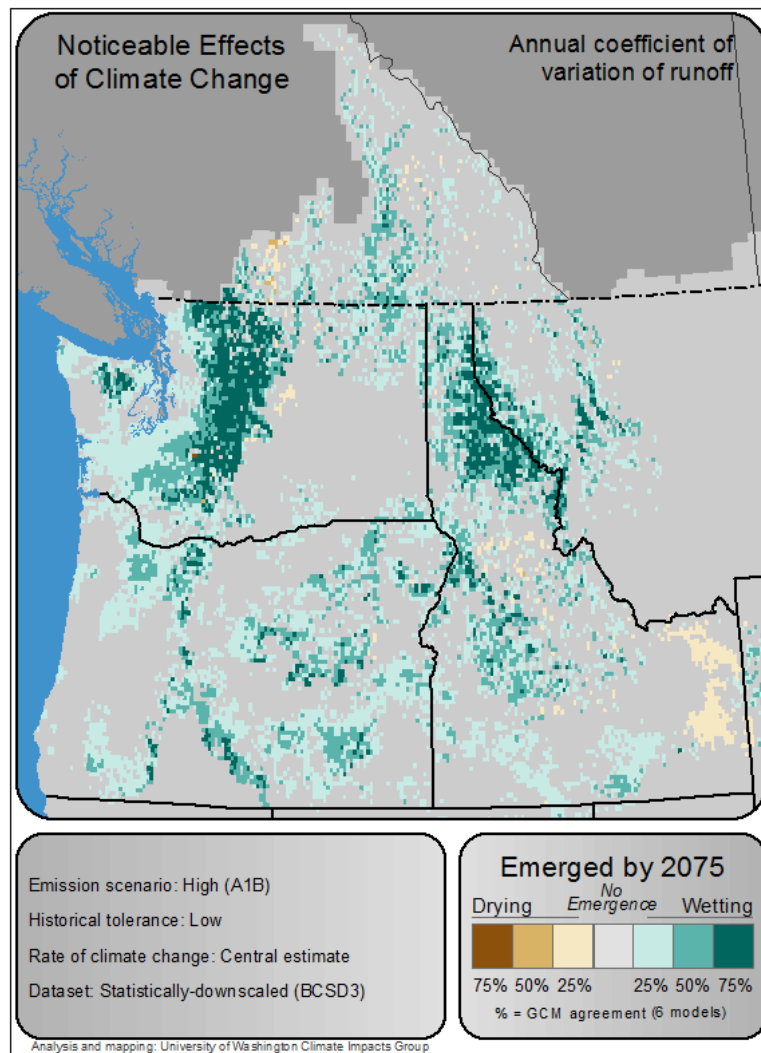 Noticeable Effects
of Climate Change
Annual coefficient of
variation of runoff
Emission scenario: High (A1B)
Historical tolerance: Low
Rate of climate change: Central estimate
Dataset: Statistically-downscaled (BCSD3)
Emerged by 2075
Drying No Emergence Wetting
75% 50% 25% 25% 50% 75%
% = GCM agreement (6 models)
Analysis and mapping: University of Washington Climate Impacts Group